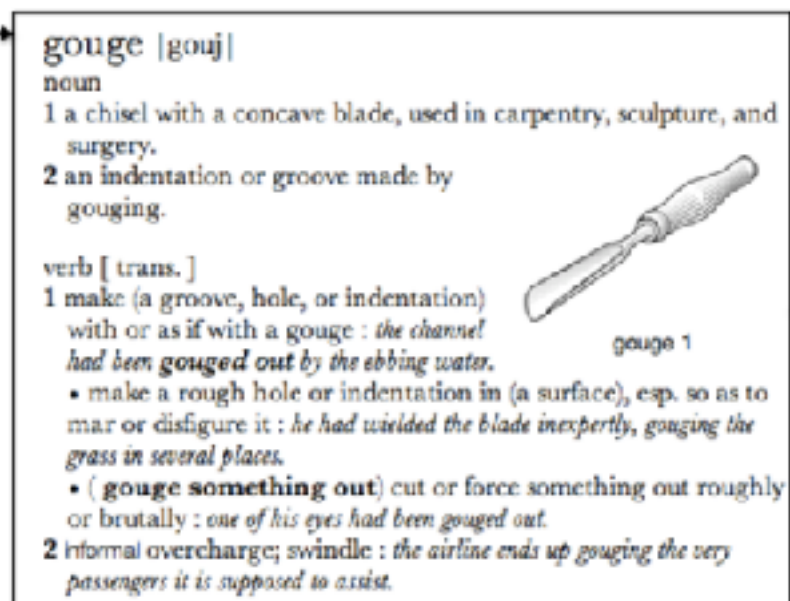 gouge |gouj|
noun
1 a chisel with a concave blade, used in carpentry, sculpture, and
surgery.
2 an indentation or groove made by
gouging.
verb [ trans. ]
1 make (a groove, hole, or indentation)
with or as if with a gouge : the channel
had been gouged out by the ebbing water.
• make a rough hole or indentation in (a surface), esp. so as to
mar or disfigure it : he had wielded the blade inexpertly, gouging the
grass in several places.
• ( gouge something out) cut or force something out roughly
or brutally : one of his eyes had been gouged out.
2 informal overcharge; swindle : the airline ends up gouging the very
passengers it is supposed to assist.
gouge 1